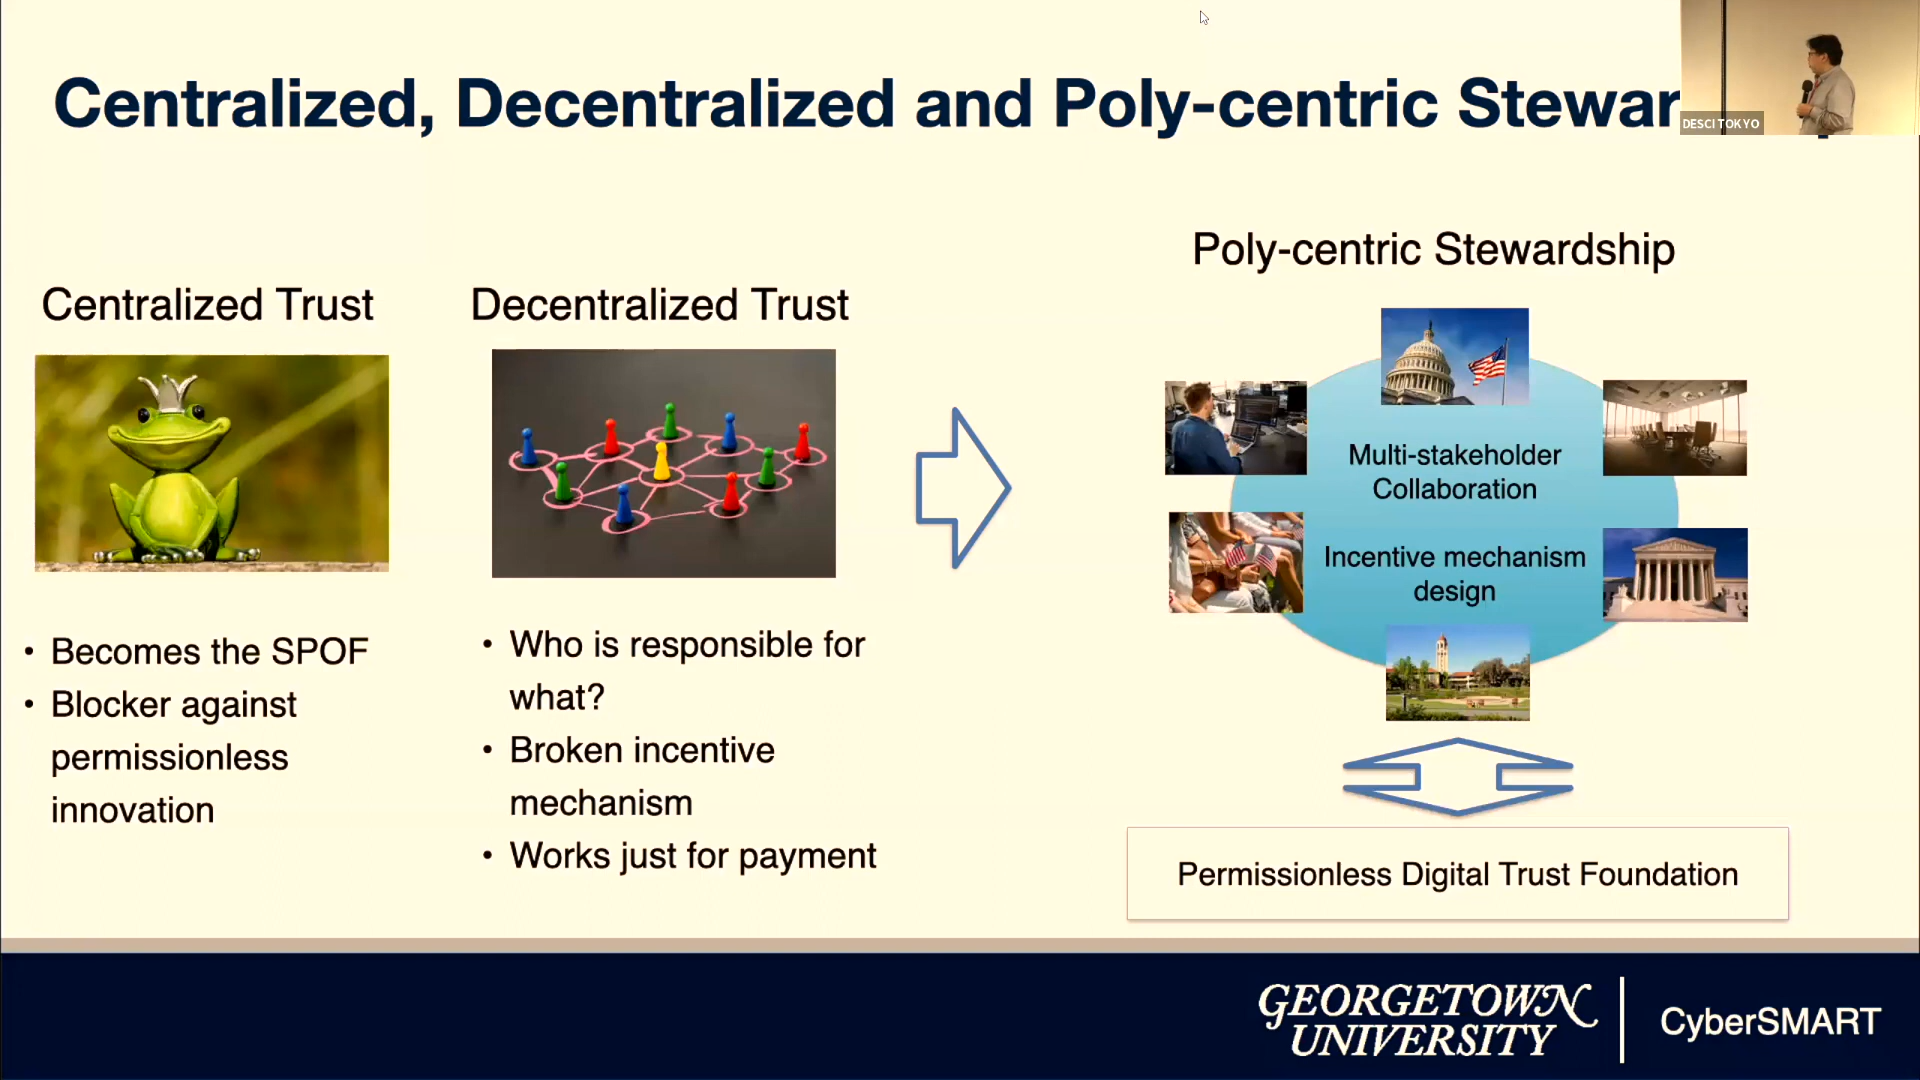 Centralized, Decentralized and Poly-centric
DESCI TOKYO
Centralized Trust
• Becomes the SPOF
• Blocker against
permissionless
innovation
Decentralized Trust
• Who is responsible for
what?
• Broken incentive
mechanism
• Works just for payment
Poly-centric Stewardship
Multi-stakeholder
Collaboration
Incentive mechanism
design
Permissionless Digital Trust Foundation
GEORGETOWN
UNIVERSITY
CyberSMART